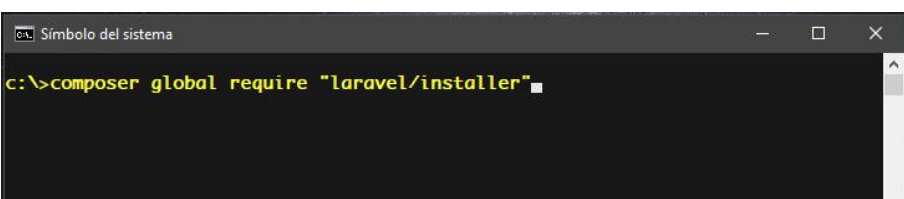 Símbolo del sistema
c:\>composer global require "laravel/installer"